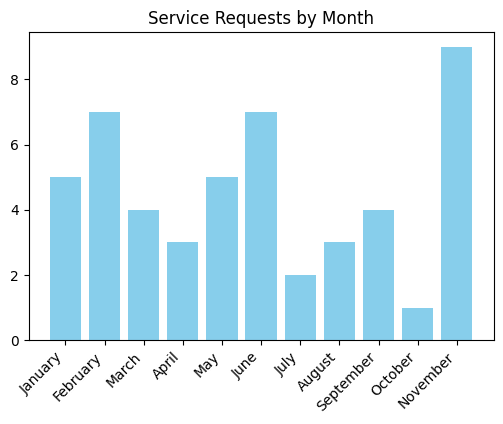 Service Requests by Month
8
6
4
2
0
January
February
March
April
May
June
July
August
September
October
November